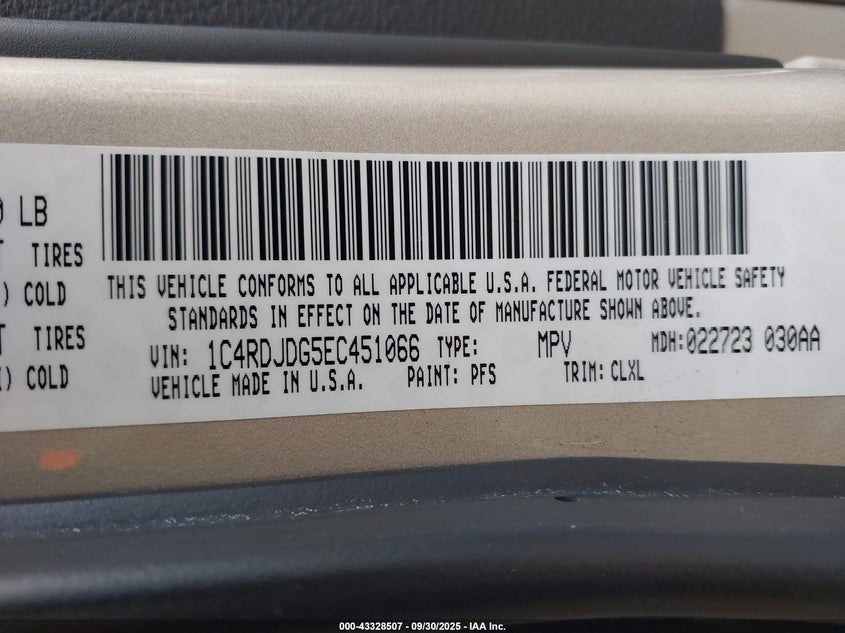 LB
TIRES
) COLD
TIRES
) COLD
THIS VEHICLE CONFORMS TO ALL APPLICABLE U.S.A. FEDERAL MOTOR VEHICLE SAFETY
STANDARDS IN EFFECT ON THE DATE OF MANUFACTURE SHOWN ABOVE.
VIN: 1C4RDJDG5EC451066 TYPE: MPV MDH:022723 030AA
VEHICLE MADE IN U.S.A. PAINT: PFS TRIM: CLXL
000-43328507 - 09/30/2025 - IAA Inc.